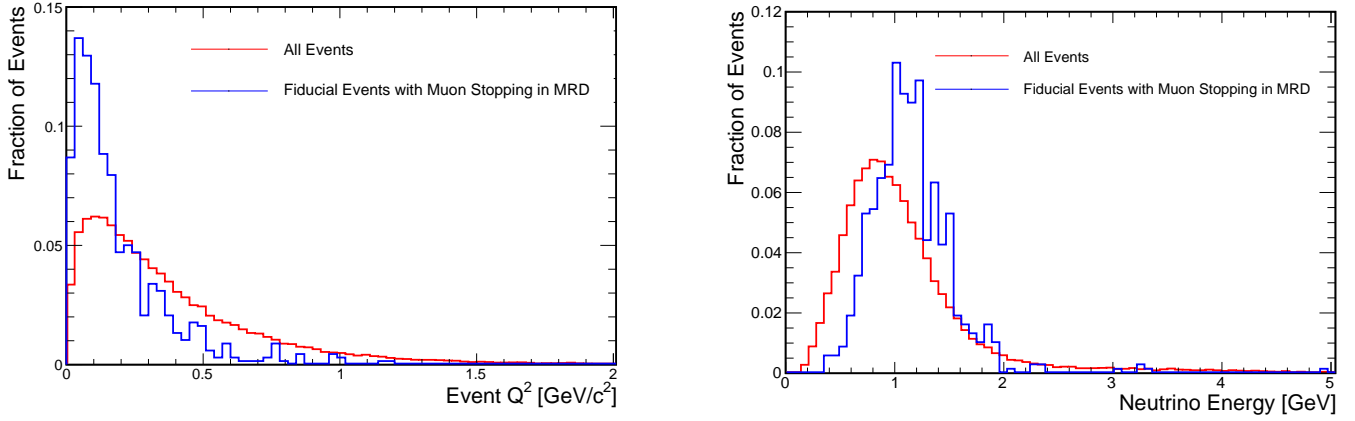 0.15
0.1
0.05
0
Fraction of Events
All Events
Fiducial Events with Muon Stopping in MRD
0 0.5 1 1.5 2
Event Q² [GeV/c²]
0.12
0.1
0.08
0.06
0.04
0.02
0
Fraction of Events
All Events
Fiducial Events with Muon Stopping in MRD
0 1 2 3 4 5
Neutrino Energy [GeV]